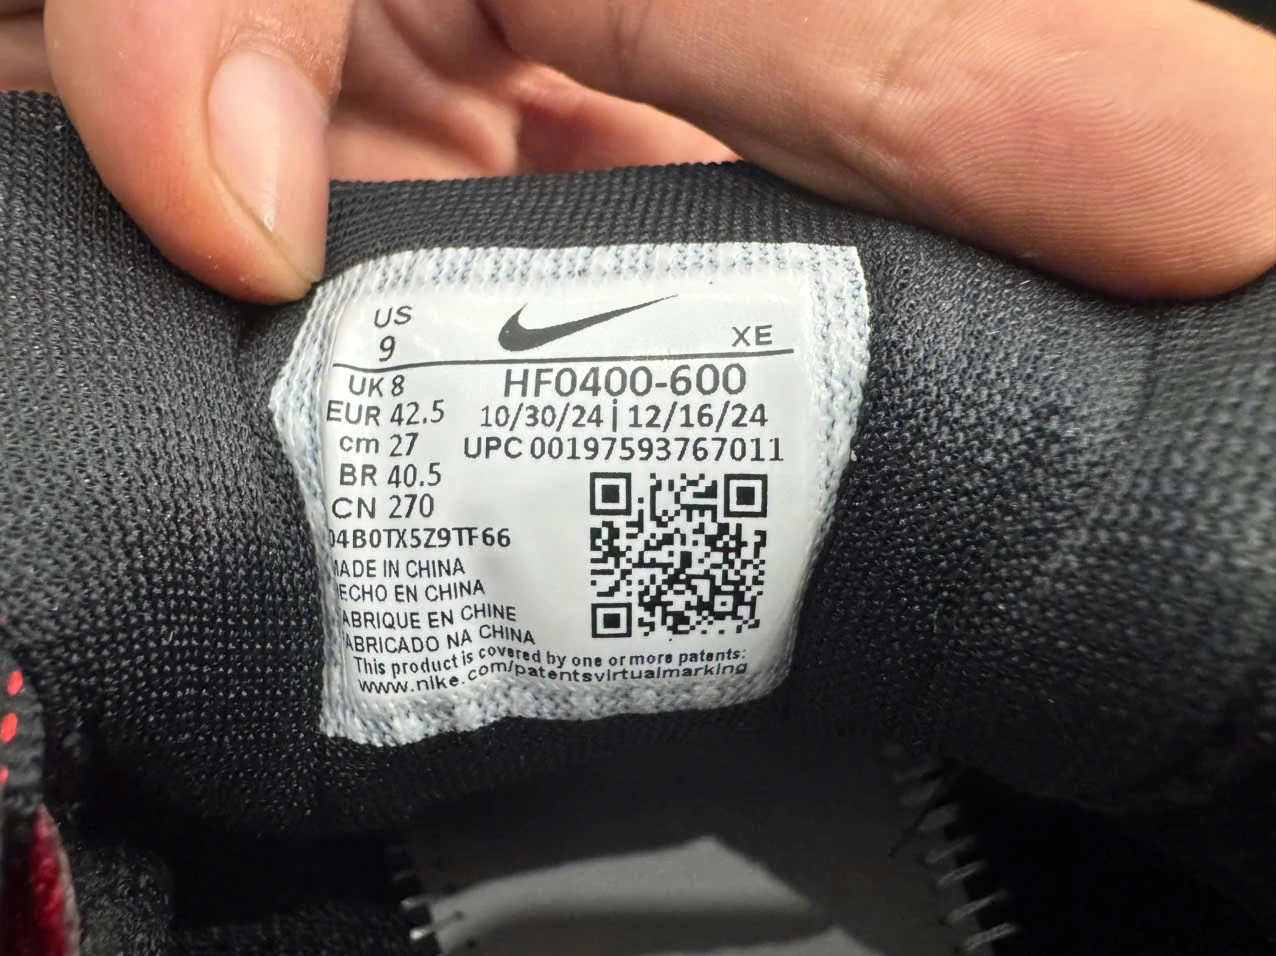 US
9
XE
UK 8
HF0400-600
EUR 42.5
10/30/24 | 12/16/24
cm 27
UPC 00197593767011
BR 40.5
CN 270
04B0TX5Z9TF66
MADE IN CHINA
HECHO EN CHINA
FABRIQUE EN CHINE
FABRICADO NA CHINA
This product is covered by one or more patents:
www.nike.com/patentsvirtualmarking